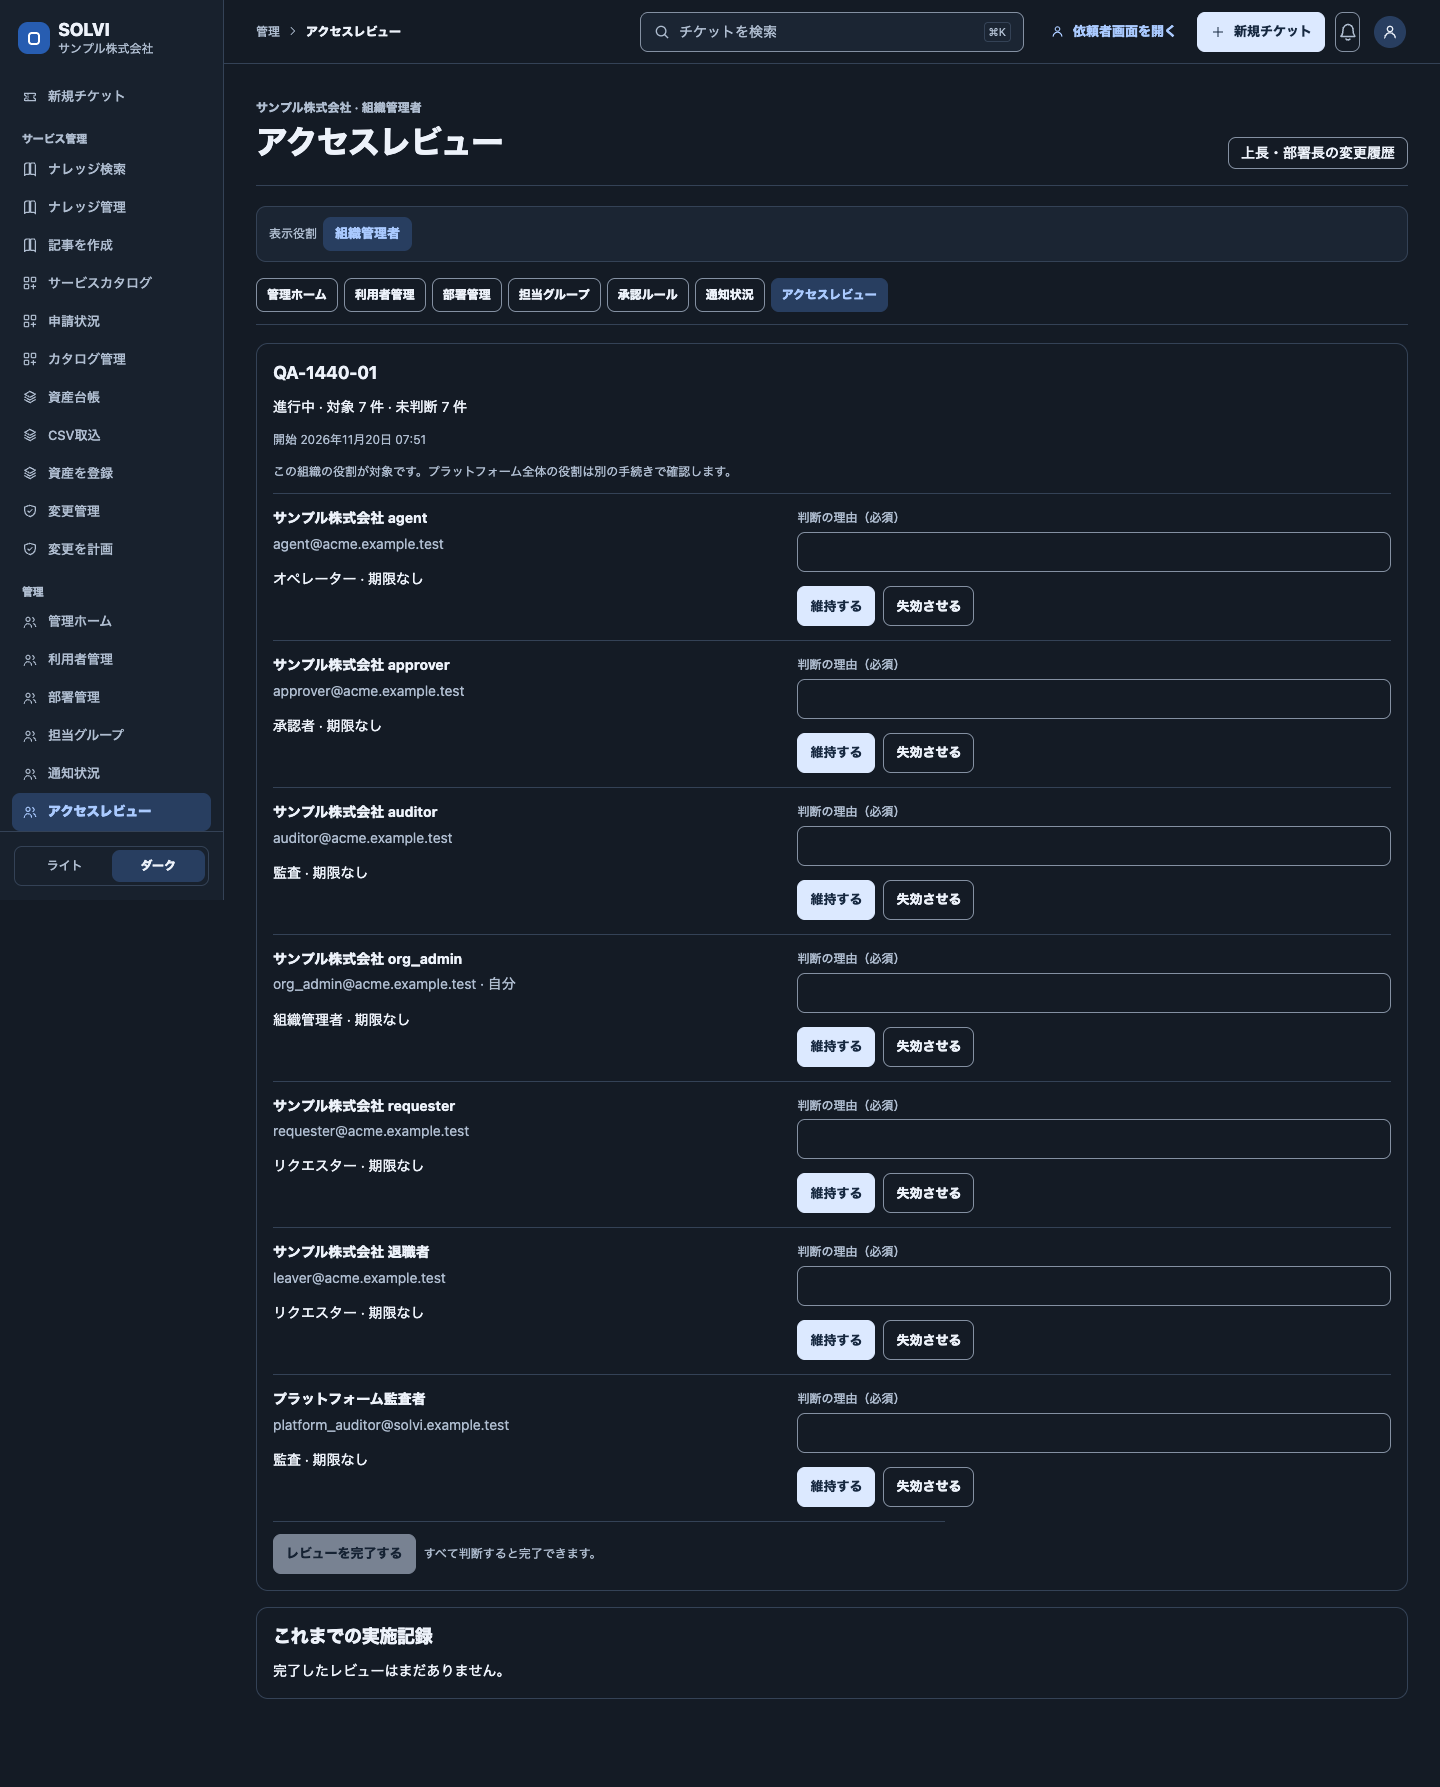 SOLVI
サンプル株式会社
新規チケット
サービス管理
ナレッジ検索
ナレッジ管理
記事を作成
サービスカタログ
申請状況
カタログ管理
資産台帳
CSV取込
資産を登録
変更管理
変更を計画
管理
管理ホーム
利用者管理
部署管理
担当グループ
通知状況
アクセスレビュー
ライト ダーク
管理 アクセスレビュー チケットを検索 ⌘K 依頼者画面を開く 新規チケット
サンプル株式会社 · 組織管理者
アクセスレビュー
上長・部署長の変更履歴
表示役割 組織管理者
管理ホーム 利用者管理 部署管理 担当グループ 承認ルール 通知状況 アクセスレビュー
QA-1440-01
進行中 · 対象 7 件 · 未判断 7 件
開始 2026年11月20日 07:51
この組織の役割が対象です。プラットフォーム全体の役割は別の手続きで確認します。
サンプル株式会社 agent
agent@acme.example.test
オペレーター · 期限なし
判断の理由（必須）
維持する 失効させる
サンプル株式会社 approver
approver@acme.example.test
承認者 · 期限なし
判断の理由（必須）
維持する 失効させる
サンプル株式会社 auditor
auditor@acme.example.test
監査 · 期限なし
判断の理由（必須）
維持する 失効させる
サンプル株式会社 org_admin
org_admin@acme.example.test · 自分
組織管理者 · 期限なし
判断の理由（必須）
維持する 失効させる
サンプル株式会社 requester
requester@acme.example.test
リクエスター · 期限なし
判断の理由（必須）
維持する 失効させる
サンプル株式会社 退職者
leaver@acme.example.test
リクエスター · 期限なし
判断の理由（必須）
維持する 失効させる
プラットフォーム監査者
platform_auditor@solvi.example.test
監査 · 期限なし
判断の理由（必須）
維持する 失効させる
レビューを完了する すべて判断すると完了できます。
これまでの実施記録
完了したレビューはまだありません。